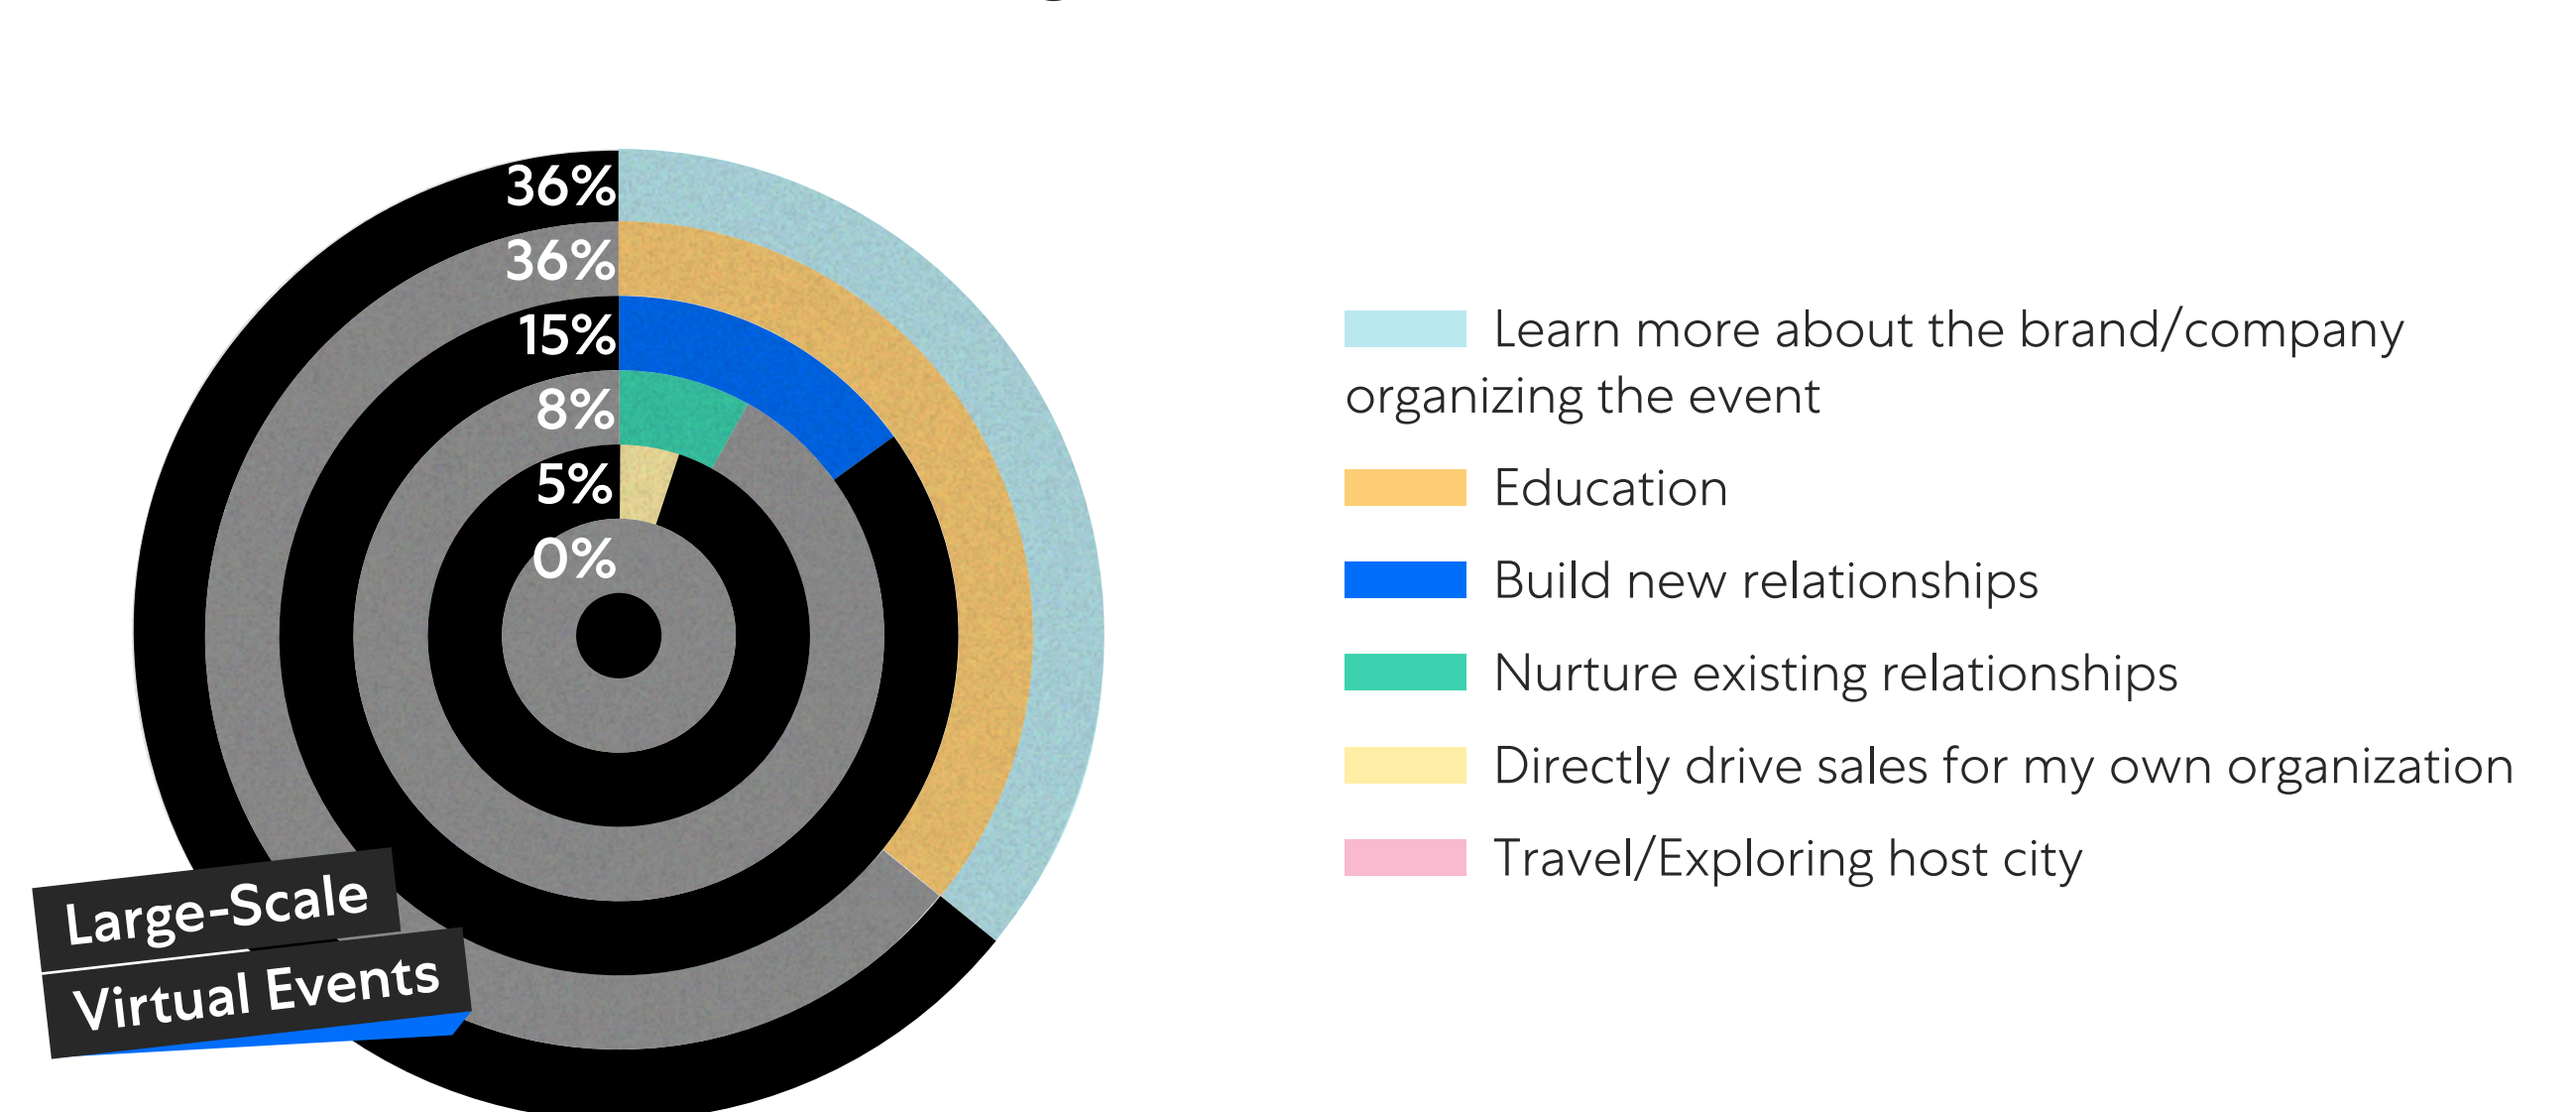 36%
36%
15%
8%
5%
0%
Large-Scale
Virtual Events
Learn more about the brand/company
organizing the event
Education
Build new relationships
Nurture existing relationships
Directly drive sales for my own organization
Travel/Exploring host city